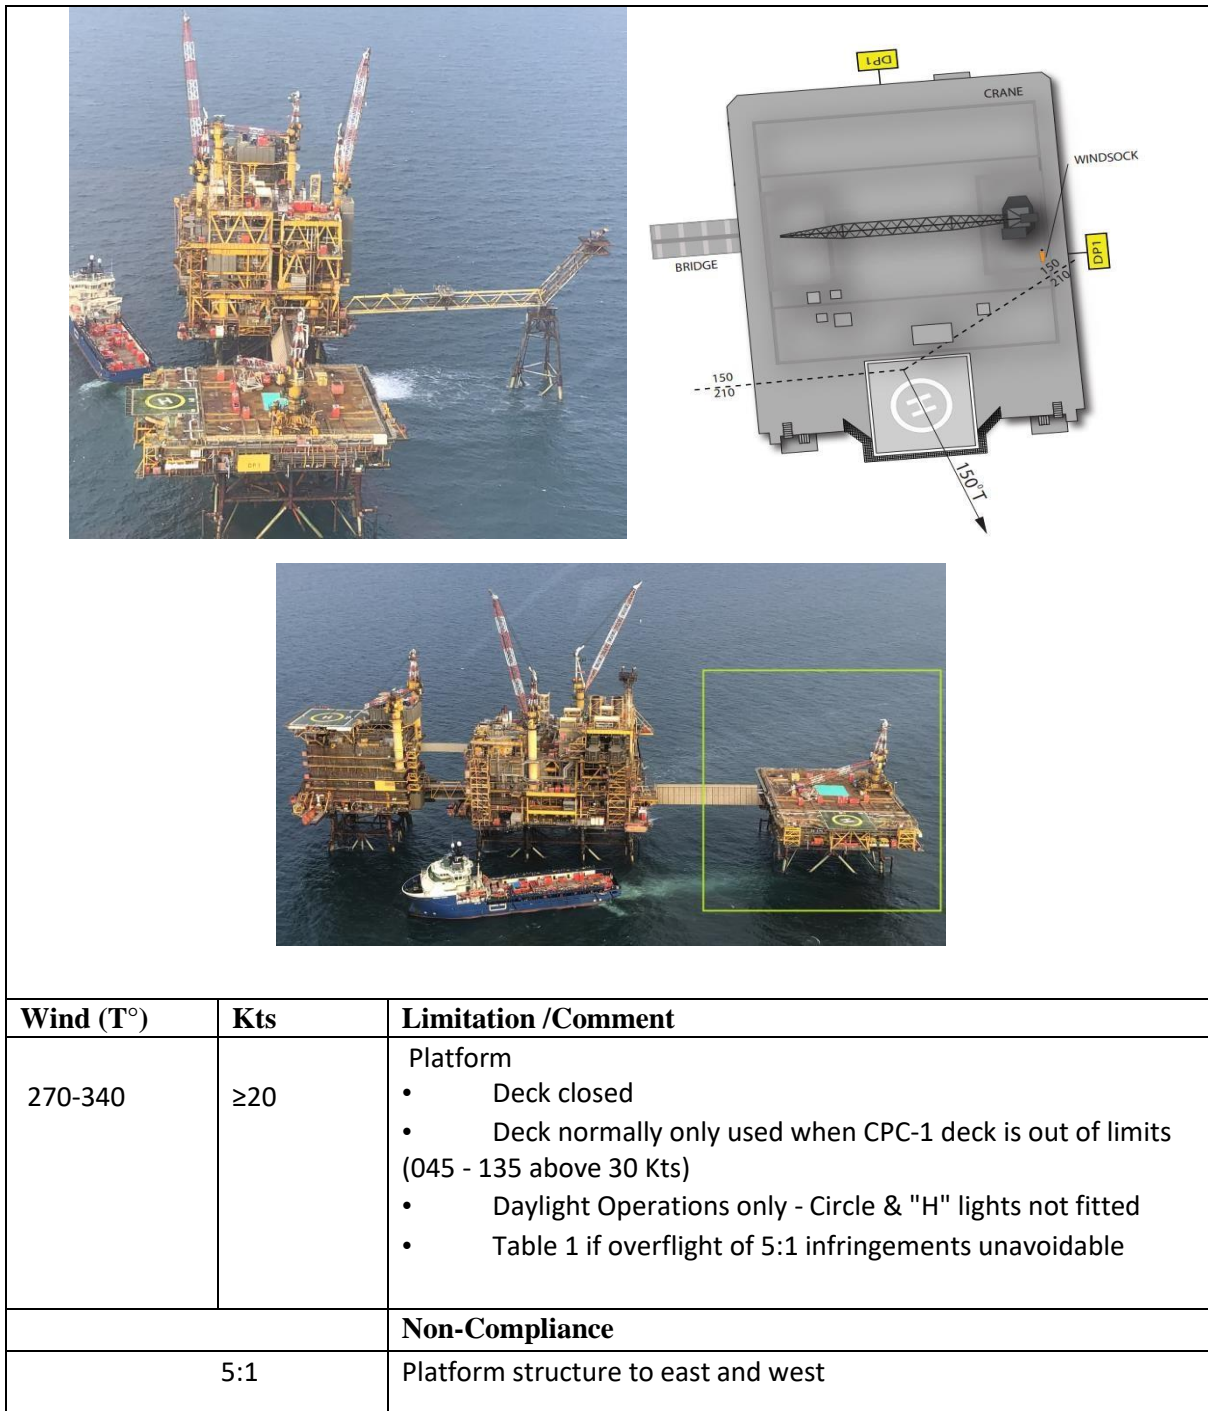 DP1
CRANE
WINDSOCK
DP1
150
210
BRIDGE
150
210
H
150°T
H
DP1
H
H
Wind (T°) Kts Limitation /Comment
Platform
270-340 ≥20 • Deck closed
• Deck normally only used when CPC-1 deck is out of limits
(045 - 135 above 30 Kts)
• Daylight Operations only - Circle & "H" lights not fitted
• Table 1 if overflight of 5:1 infringements unavoidable
Non-Compliance
5:1 Platform structure to east and west